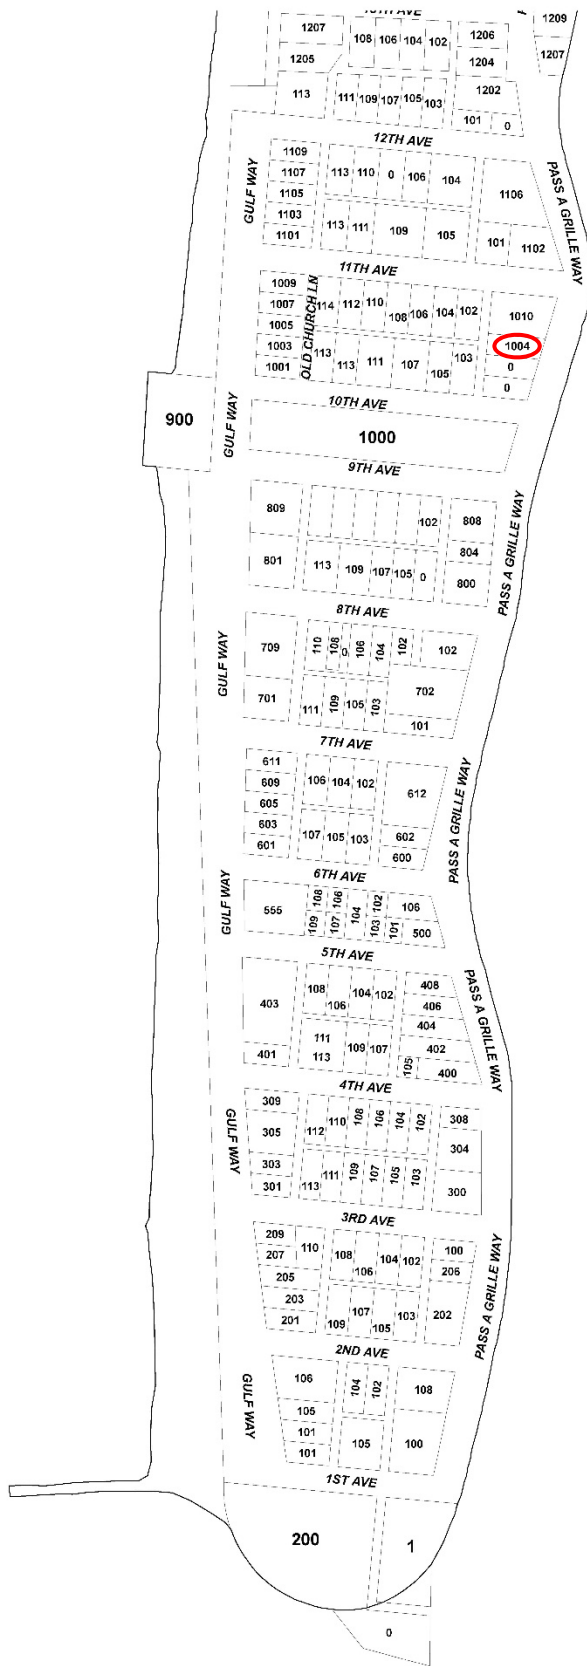 13TH AVE
1209
1207
108 106 104 102
1206
1207
1205
1204
1202
113
111 109 107 105 103
101 0
12TH AVE
1109
1107
113 110 0 106 104
1106
1105
GULF WAY
PASS A GRILLE WAY
1103
113 111 109 105
1101
101 1102
11TH AVE
1009
1007
114 112 110 108 106 104 102
1010
OLD CHURCH LN
1005
1003
1004
113 113 111 107 105 103
0
1001
0
10TH AVE
900
GULF WAY
1000
9TH AVE
809
102
808
804
PASS A GRILLE WAY
801
113 109 107 105 0
800
8TH AVE
709
110 108 0 106 104 102
102
GULF WAY
702
701
111 109 105 103
101
7TH AVE
611
609
106 104 102
612
605
603
107 105 103
602
601
600
PASS A GRILLE WAY
6TH AVE
GULF WAY
555
108 106 104 102
106
109 107 103 101
500
5TH AVE
403
108 106 104 102
408
406
404
PASS A GRILLE WAY
111
113
109 107
402
401
105 400
4TH AVE
309
305
112 110 108 106 104 102
308
304
GULF WAY
303
301
113 111 109 107 105 103
300
3RD AVE
209
207
110
108 106 104 102
100
206
205
203
201
109 107 105 103
202
PASS A GRILLE WAY
2ND AVE
106
104 102
108
GULF WAY
105
101
101
105
100
1ST AVE
200
1
0